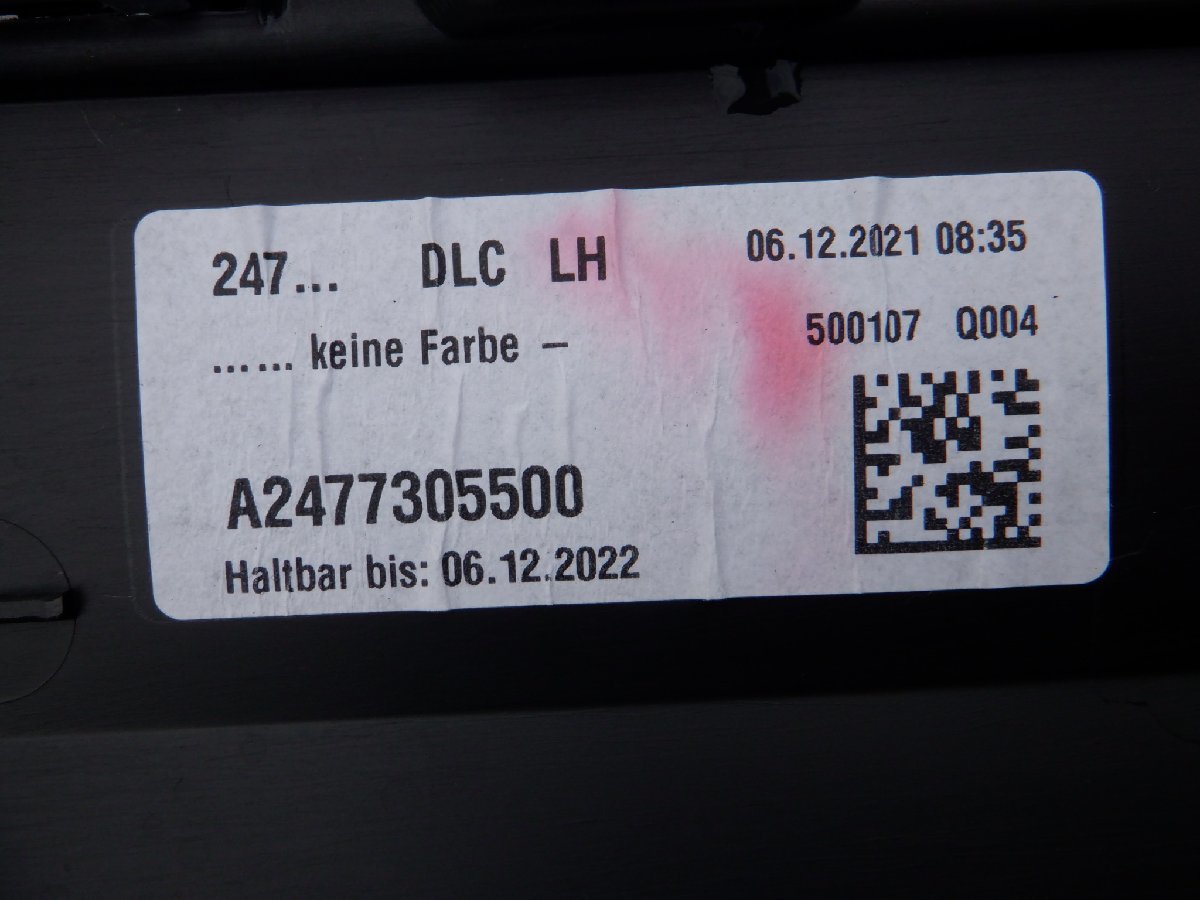 247... DLC LH 06.12.2021 08:35
...... keine Farbe – 500107 Q004
A2477305500
Haltbar bis: 06.12.2022